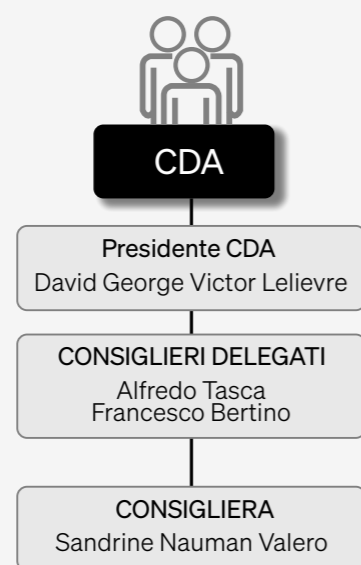 CDA
Presidente CDA
David George Victor Lelievre
CONSIGLIERI DELEGATI
Alfredo Tasca
Francesco Bertino
CONSIGLIERA
Sandrine Nauman Valero